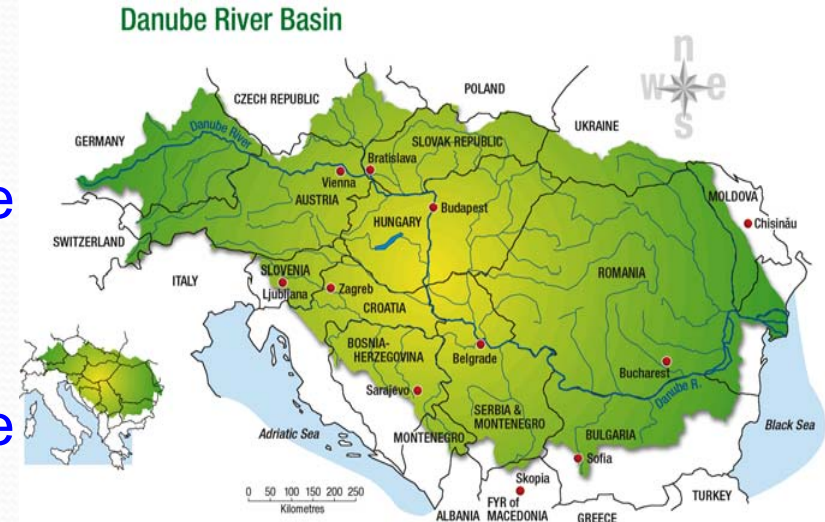 Danube River Basin
n
w e
s
POLAND
CZECH REPUBLIC
UKRAINE
GERMANY
Danube River
SLOVAK REPUBLIC
Bratislava
Vienna
MOLDOVA
e
AUSTRIA
Budapest
HUNGARY
Chisinău
SWITZERLAND
ITALY
SLOVENIA
Ljubljana
Zagreb
ROMANIA
CROATIA
BOSNIA-
HERZEGOVINA
Belgrade
Bucharest
Sarajevo
Danube R.
SERBIA &
MONTENEGRO
e
Adriatic Sea
MONTENEGRO
BULGARIA
Black Sea
Sofia
Skopia
0 50 100 150 200 250
Kilometres
FYR of
MACEDONIA
ALBANIA
GREECE
TURKEY